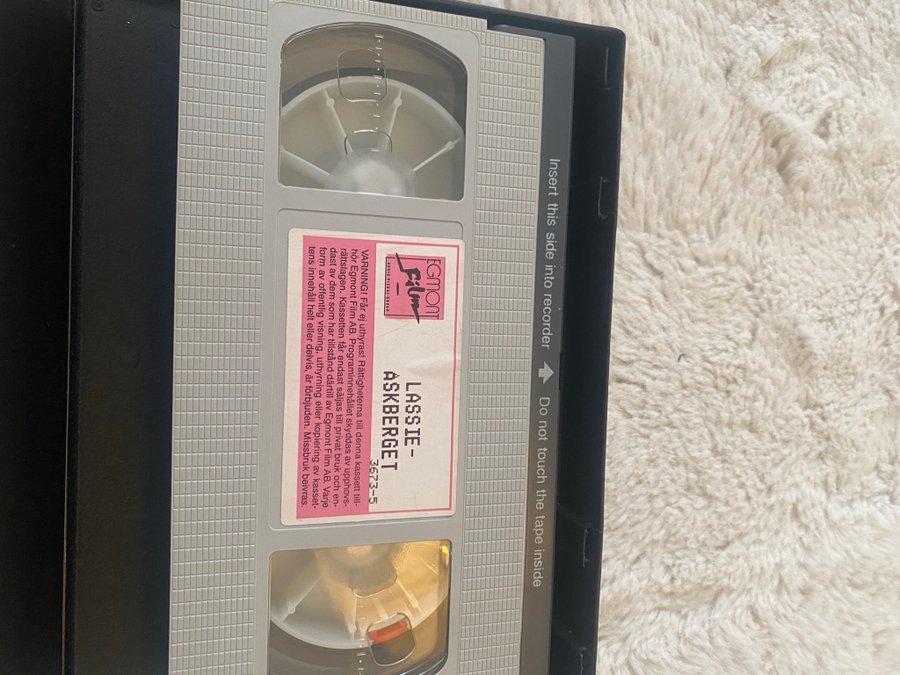 Insert this side into recorder ⬆ Do not touch the tape inside
EGMONT
film
LASSIE-
ASKBERGET
3673-5
VARNING! Får ej uthyras! Rättigheterna till denna kassett till-
hör Egmont Film AB. Programinnehållet skyddas av upphovs-
rättslagen. Kassetten får endast säljas till privat bruk och en-
dast av dem som har tillstånd därtill av Egmont Film AB. Varje
form av offentlig visning, uthyrning eller kopiering av kasset-
tens innehåll helt eller delvis, är förbjuden. Missbruk beivras.